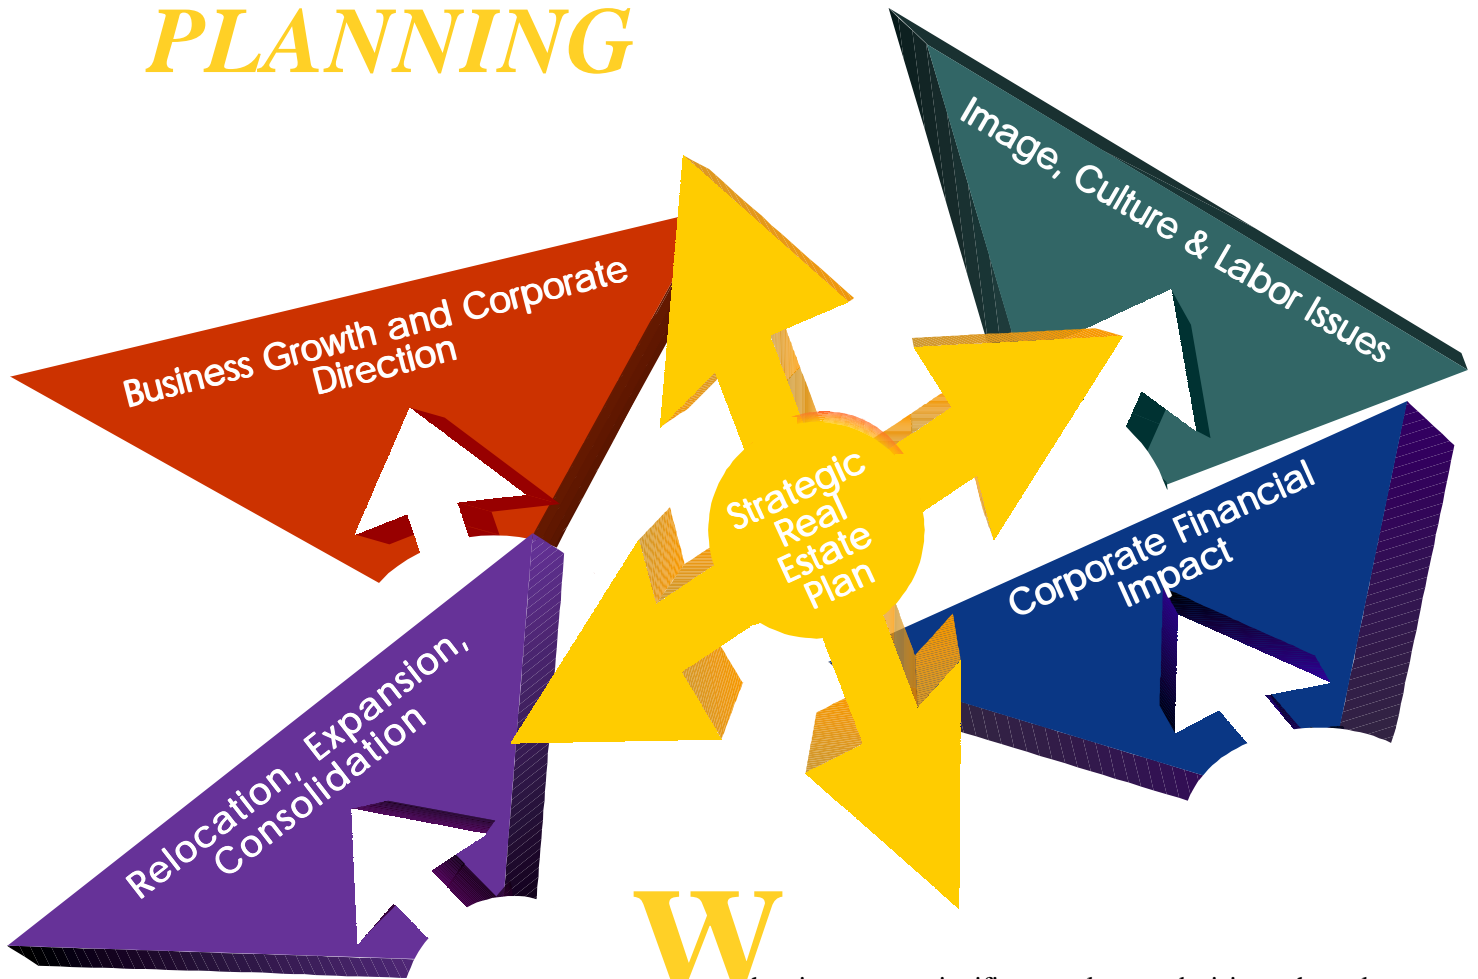 PLANNING
Image, Culture & Labor Issues
Business Growth and Corporate
Direction
Strategic
Real
Estate
Plan
Corporate Financial
Impact
Relocation, Expansion,
Consolidation
W